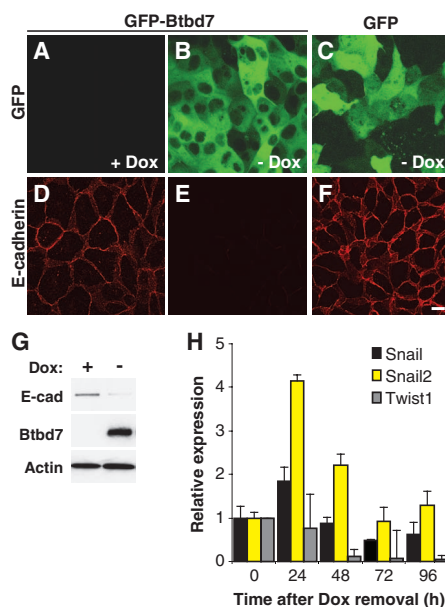 GFP-Btbd7 GFP
A B C
GFP
+ Dox - Dox - Dox
D E F
E-cadherin
G
Dox: + -
E-cad
Btbd7
Actin
H
Snail
Snail2
Twist1
Relative expression
5
4
3
2
1
0
0 24 48 72 96
Time after Dox removal (h)